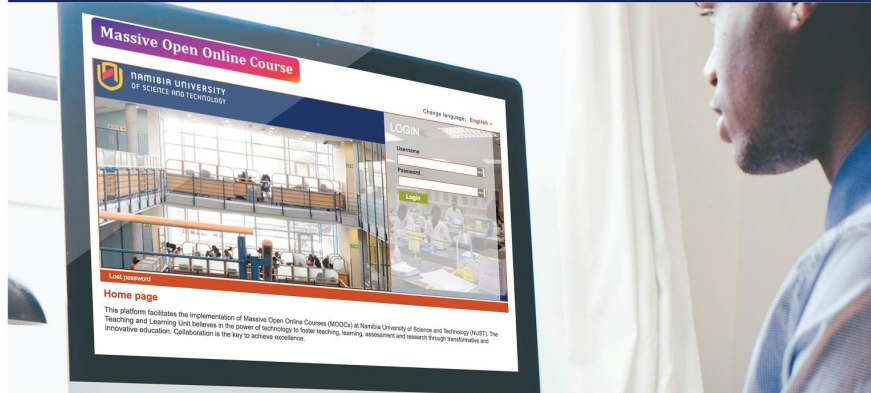 Massive Open Online Course
NAMIBIA UNIVERSITY
OF SCIENCE AND TECHNOLOGY
Change language: English
LOGIN
Username
Password
Login
Lost password
Home page
This platform facilitates the implementation of Massive Open Online Courses (MOOCs) at Namibia University of Science and Technology (NUST). The
Teaching and Learning Unit believes in the power of technology to foster teaching, learning, assessment and research through transformative and
innovative education. Collaboration is the key to achieve excellence.